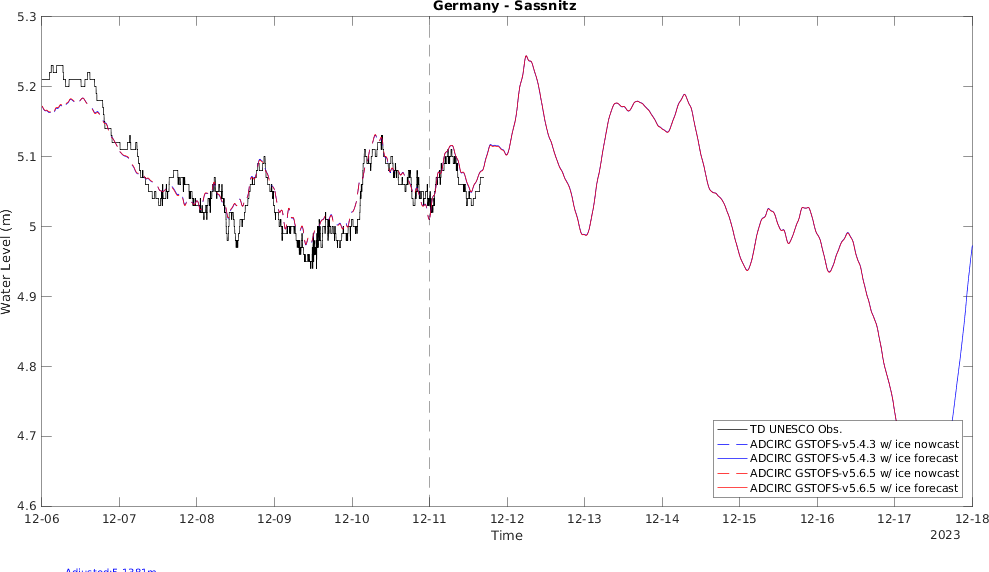 Germany - Sassnitz
5.3
5.2
5.1
5
4.9
4.8
4.7
4.6
Water Level (m)
TD UNESCO Obs.
ADCIRC GSTOFS-v5.4.3 w/ ice nowcast
ADCIRC GSTOFS-v5.4.3 w/ ice forecast
ADCIRC GSTOFS-v5.6.5 w/ ice nowcast
ADCIRC GSTOFS-v5.6.5 w/ ice forecast
12-06 12-07 12-08 12-09 12-10 12-11 12-12 12-13 12-14 12-15 12-16 12-17 12-18
Time
2023
Adjusted:5.1381m